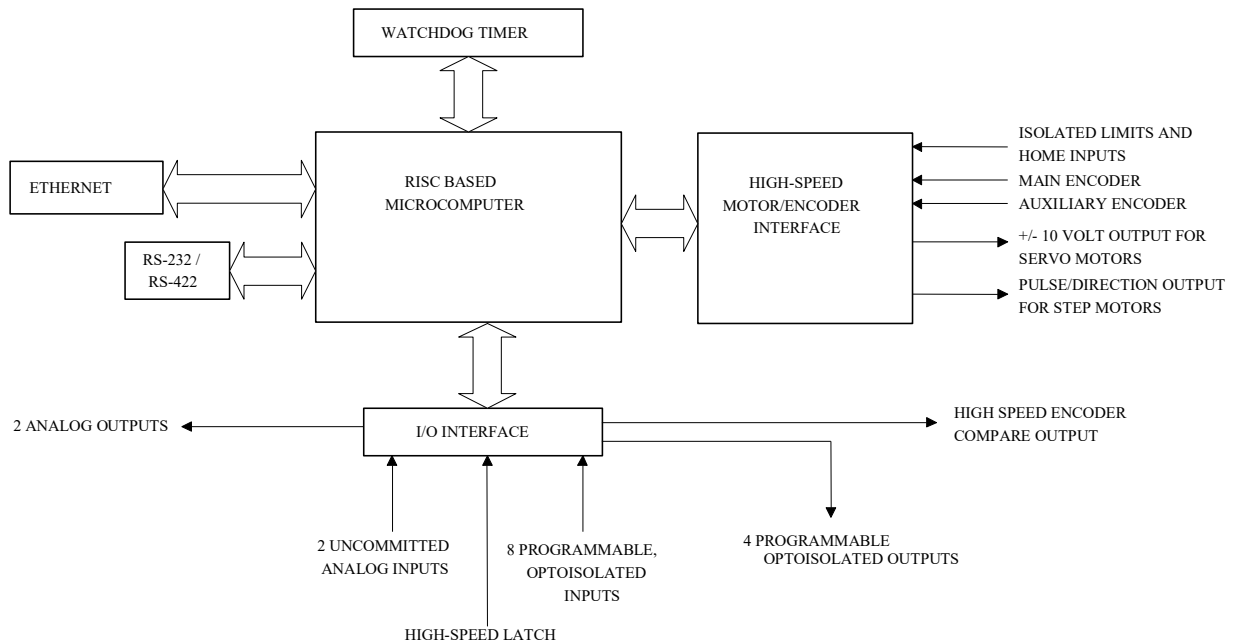 WATCHDOG TIMER
ETHERNET
RISC BASED
MICROCOMPUTER
RS-232 /
RS-422
HIGH-SPEED
MOTOR/ENCODER
INTERFACE
ISOLATED LIMITS AND
HOME INPUTS
MAIN ENCODER
AUXILIARY ENCODER
+/- 10 VOLT OUTPUT FOR
SERVO MOTORS
PULSE/DIRECTION OUTPUT
FOR STEP MOTORS
2 ANALOG OUTPUTS
I/O INTERFACE
HIGH SPEED ENCODER
COMPARE OUTPUT
2 UNCOMMITTED
ANALOG INPUTS
8 PROGRAMMABLE,
OPTOISOLATED
INPUTS
4 PROGRAMMABLE
OPTOISOLATED OUTPUTS
HIGH-SPEED LATCH